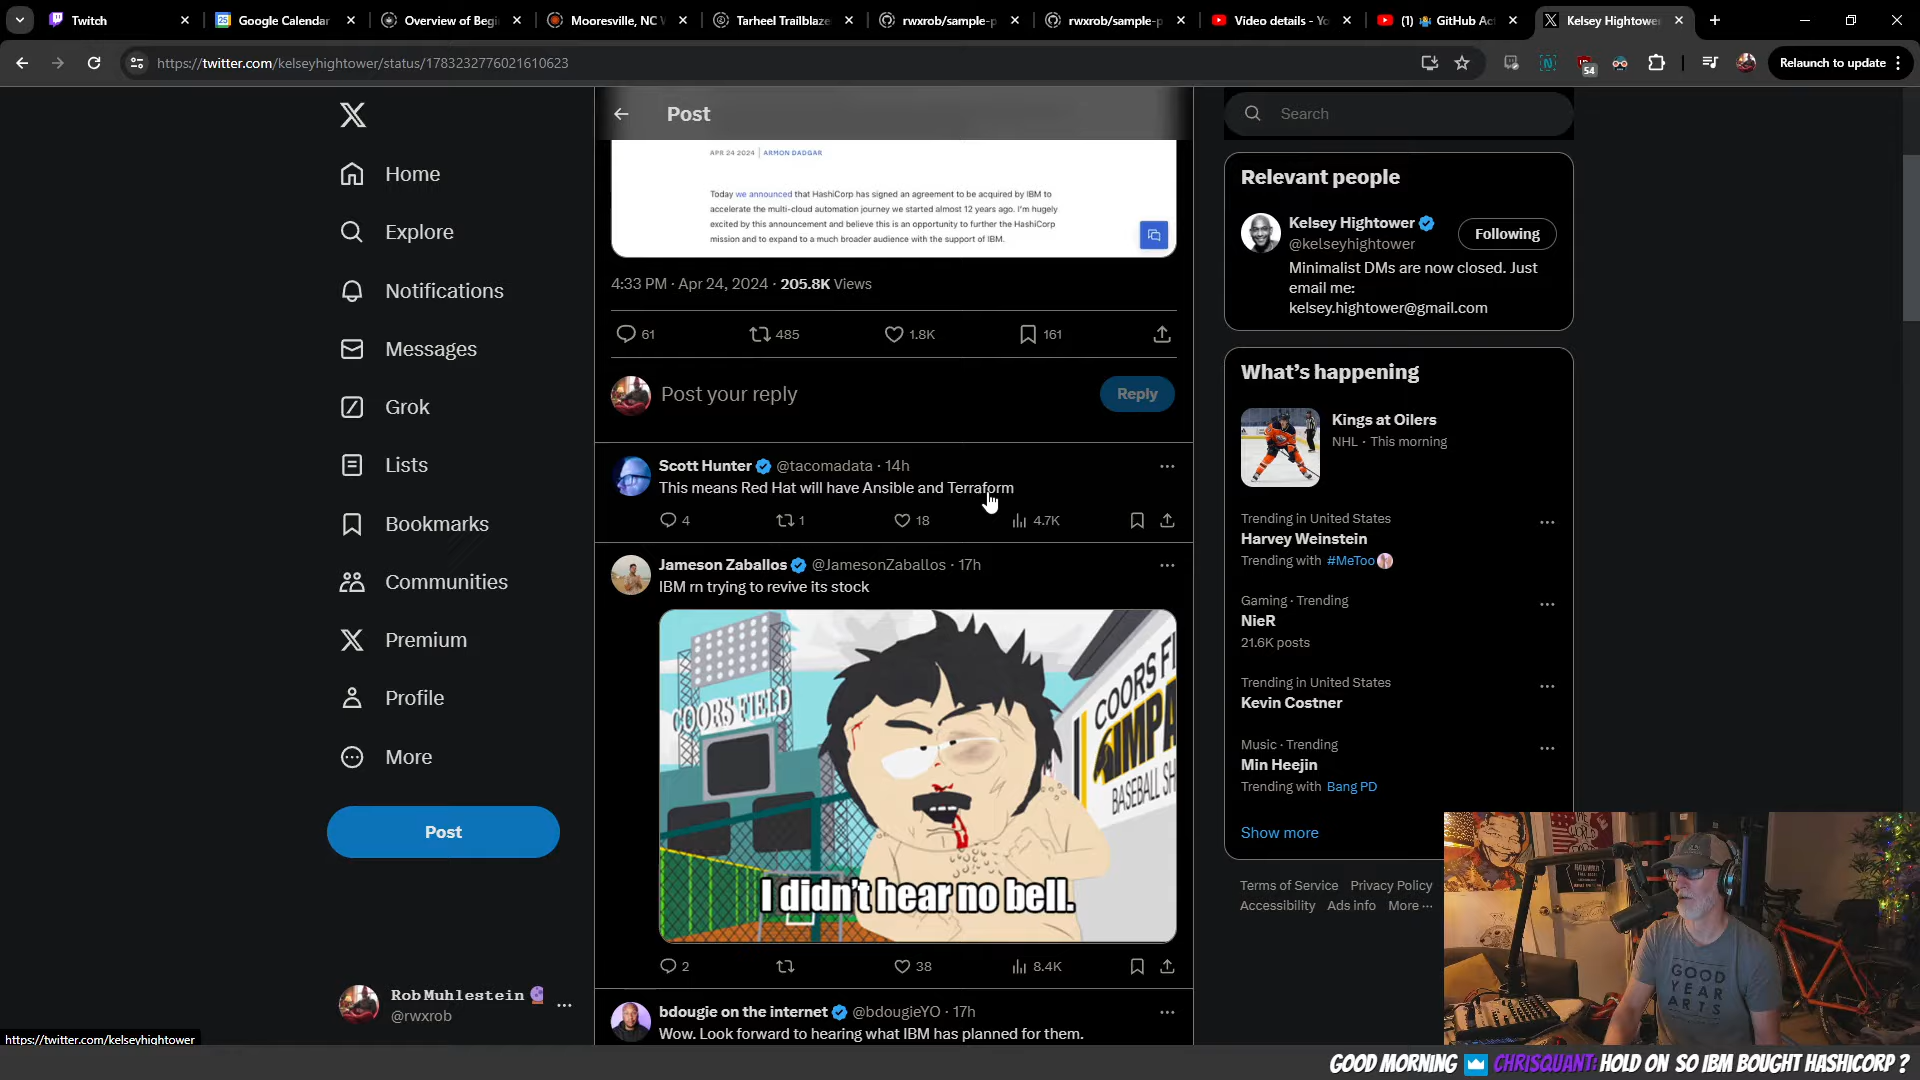 Twitch
Google Calendar
Overview of Begi
Mooresville, NC W
Tarheel Trailblaze
rwxrob/sample-p
rwxrob/sample-p
Video details - Yo
(1) GitHub Ac
Kelsey Hightowe
https://twitter.com/kelseyhightower/status/1783232776021610623
54
Relaunch to update
Home
Explore
Notifications
Messages
Grok
Lists
Bookmarks
Communities
Premium
Profile
More
Post
Rob Muhlestein
@rwxrob
https://twitter.com/kelseyhightower
Post
APR 24 2024 | ARMON DADGAR
Today we announced that HashiCorp has signed an agreement to be acquired by IBM to
accelerate the multi-cloud automation journey we started almost 12 years ago. I'm hugely
excited by this announcement and believe this is an opportunity to further the HashiCorp
mission and to expand to a much broader audience with the support of IBM.
4:33 PM · Apr 24, 2024 · 205.8K Views
61 485 1.8K 161
Post your reply
Reply
Scott Hunter @tacomadata · 14h
This means Red Hat will have Ansible and Terraform
4 1 18 4.7K
Jameson Zaballos @JamesonZaballos · 17h
IBM rn trying to revive its stock
COORS FIELD
COORS FI
BASEBALL SH
I didn't hear no bell.
2 38 8.4K
bdougie on the internet @bdougieYO · 17h
Wow. Look forward to hearing what IBM has planned for them.
Search
Relevant people
Kelsey Hightower
@kelseyhightower
Following
Minimalist DMs are now closed. Just
email me:
kelsey.hightower@gmail.com
What's happening
Kings at Oilers
NHL · This morning
Trending in United States
Harvey Weinstein
Trending with #MeToo
Gaming · Trending
NieR
21.6K posts
Trending in United States
Kevin Costner
Music · Trending
Min Heejin
Trending with Bang PD
Show more
Terms of Service Privacy Policy
Accessibility Ads info More ···
GOOD
YEAR
ARTS
GOOD MORNING CHRISQUANT: HOLD ON SO IBM BOUGHT HASHICORP ?